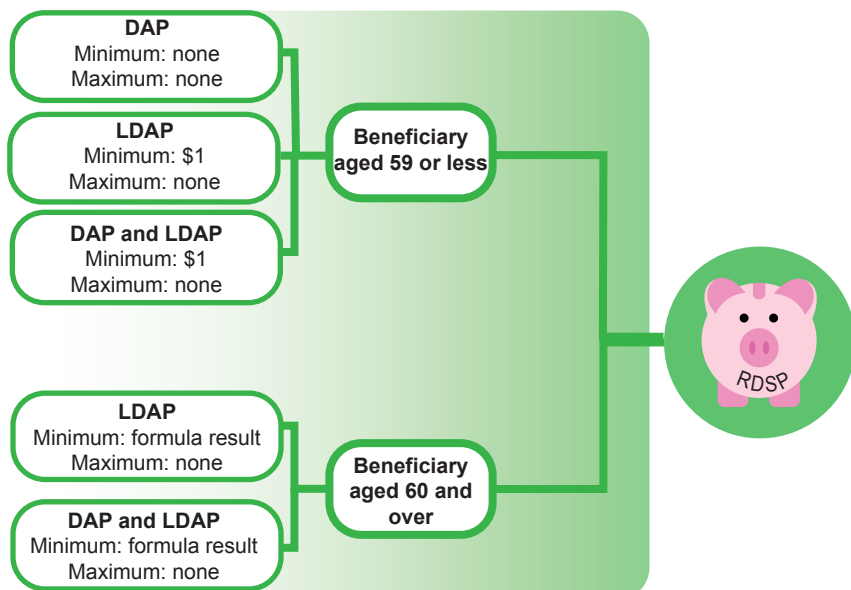 DAP
Minimum: none
Maximum: none
LDAP
Minimum: $1
Maximum: none
DAP and LDAP
Minimum: $1
Maximum: none
Beneficiary
aged 59 or less
LDAP
Minimum: formula result
Maximum: none
DAP and LDAP
Minimum: formula result
Maximum: none
Beneficiary
aged 60 and
over
RDSP